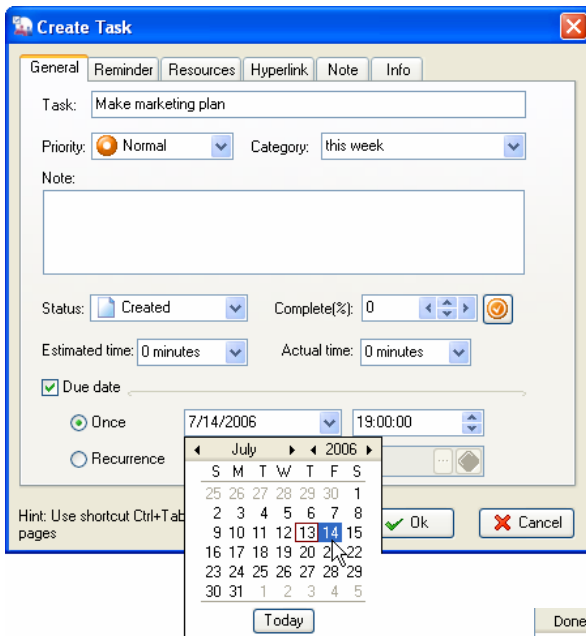 Create Task
General Reminder Resources Hyperlink Note Info
Task: Make marketing plan
Priority: Normal Category: this week
Note:
Status: Created Complete(%): 0
Estimated time: 0 minutes Actual time: 0 minutes
Due date
Once 7/14/2006 19:00:00
Recurrence
July 2006
S M T W T F S
25 26 27 28 29 30 1
2 3 4 5 6 7 8
9 10 11 12 13 14 15
16 17 18 19 20 22
23 24 25 26 27 28 29
30 31 1 2 3 4 5
Today
Hint: Use shortcut Ctrl+Tab
pages
Ok Cancel
Done